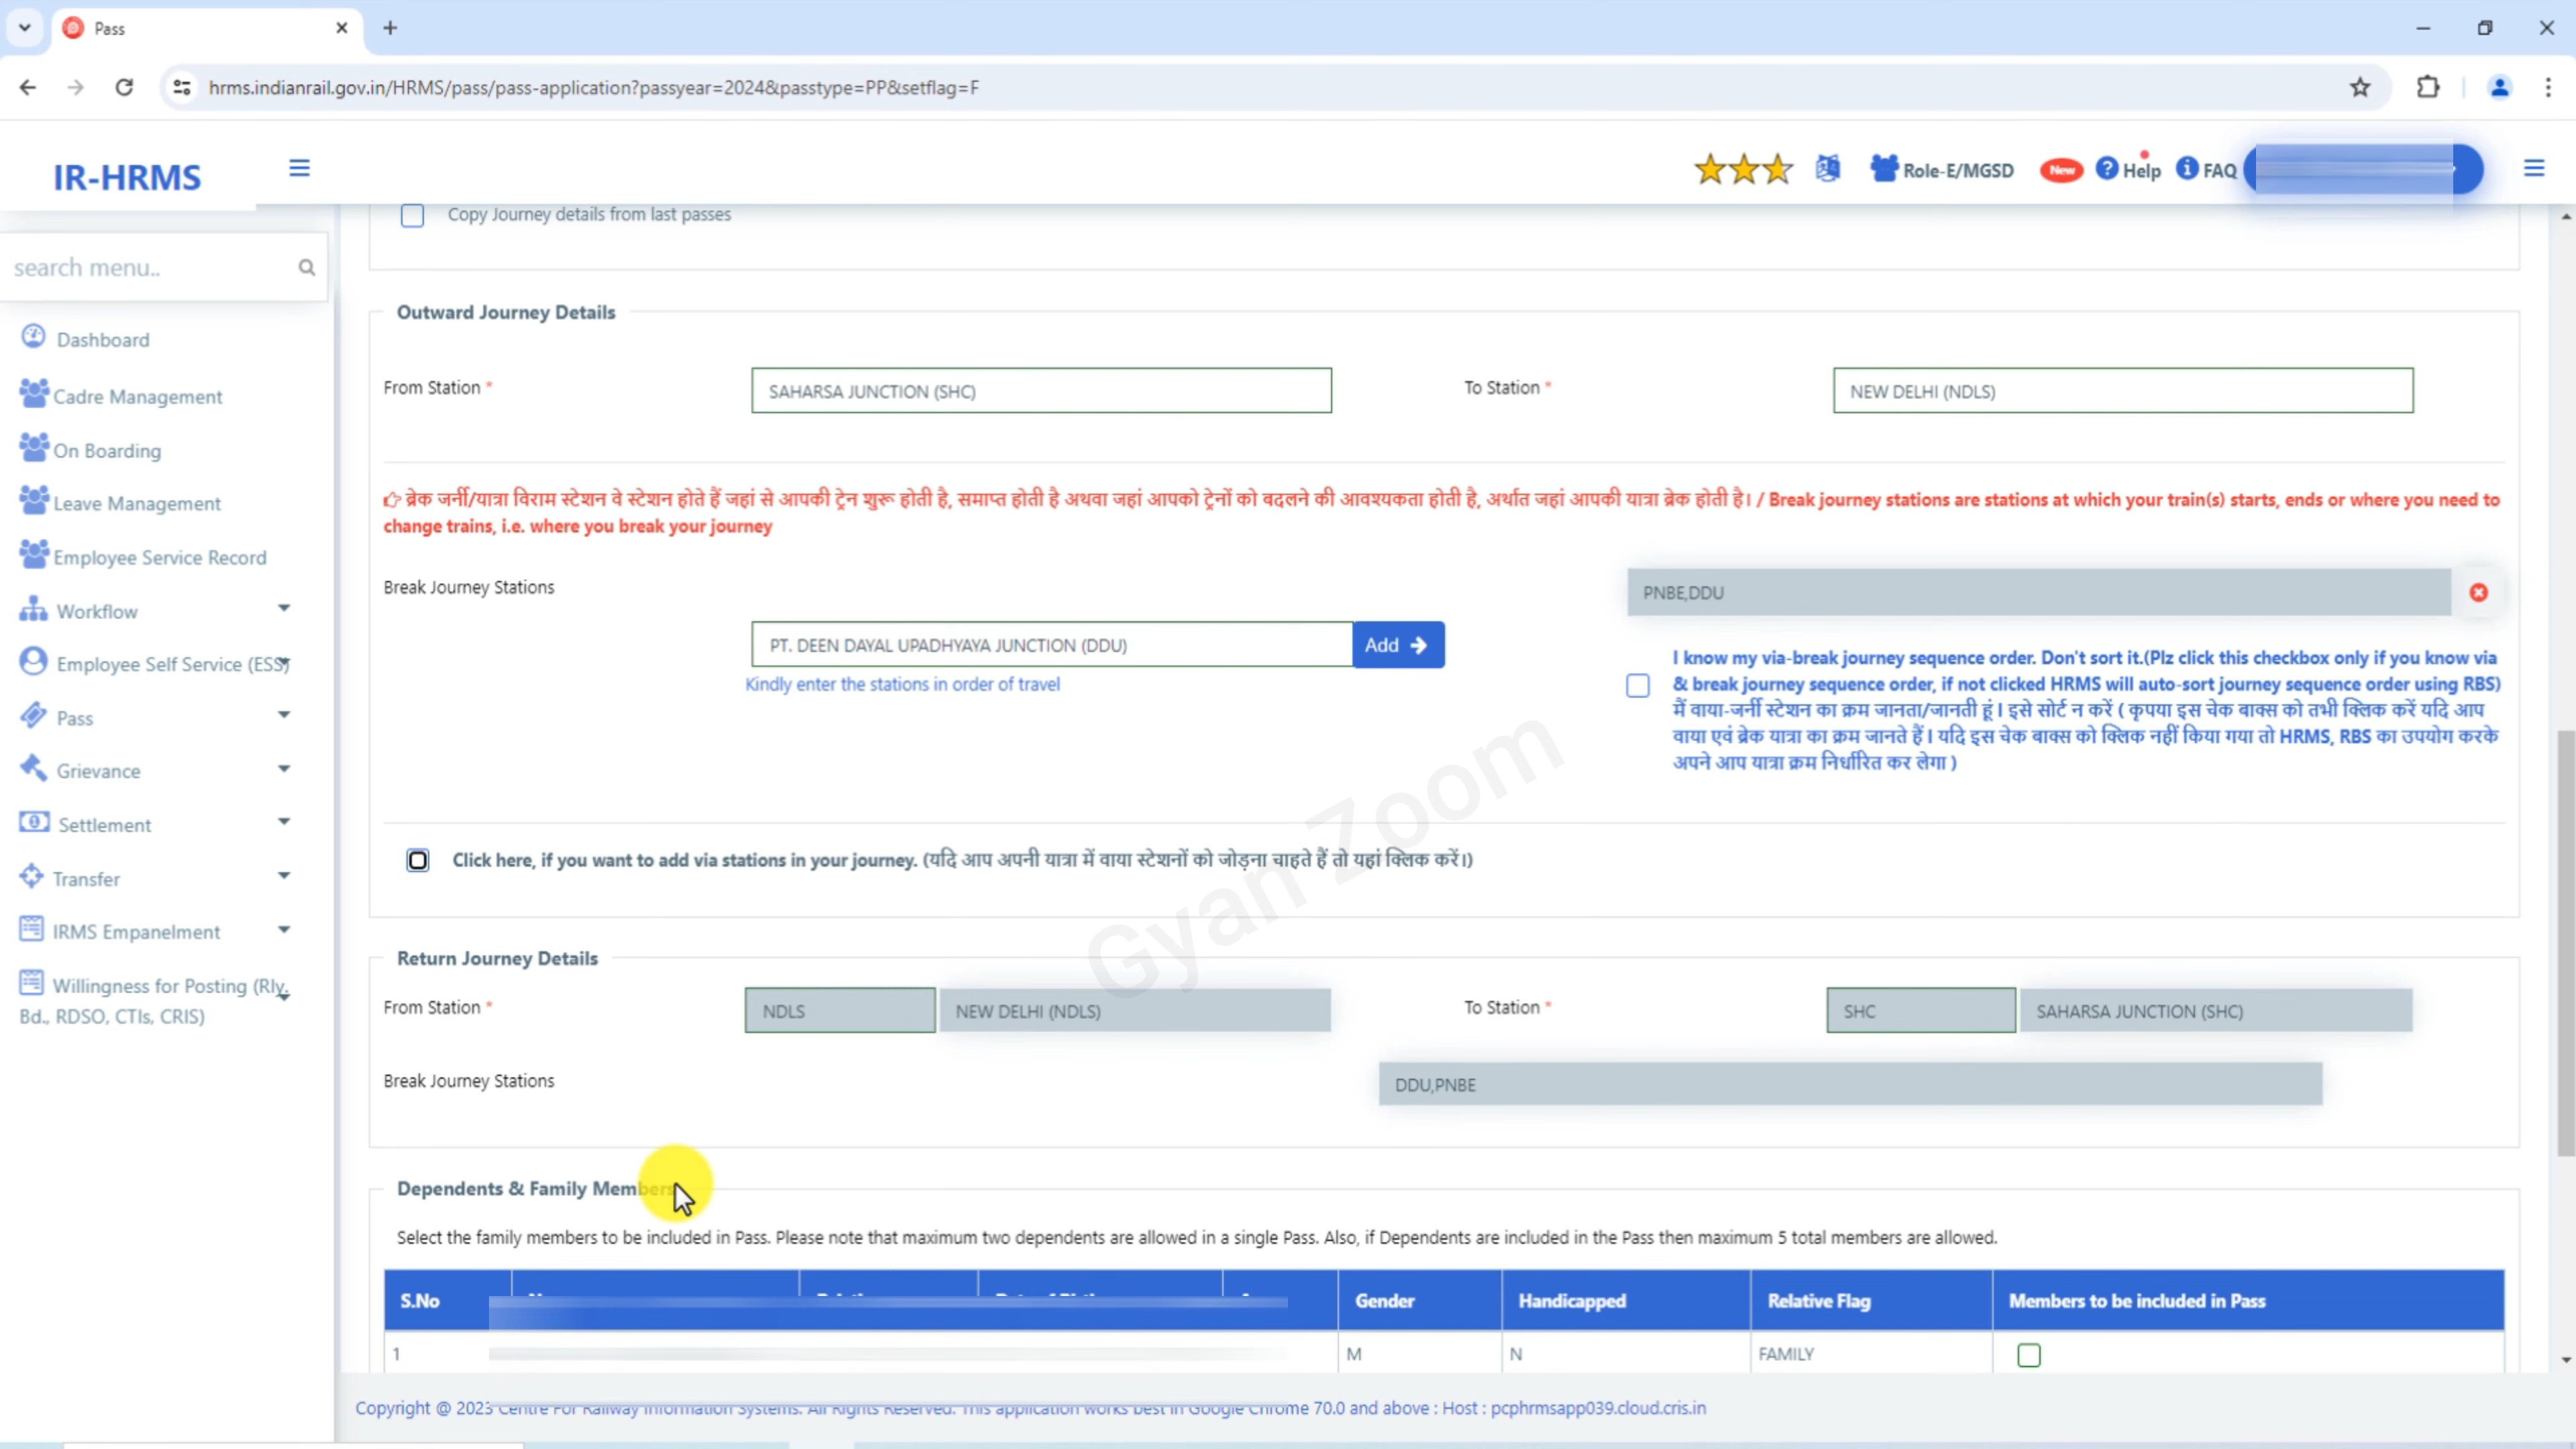 Pass
hrms.indianrail.gov.in/HRMS/pass/pass-application?passyear=2024&passtype=PP&setflag=F
IR-HRMS
Role-E/MGSD
New
Help
FAQ
search menu..
Dashboard
Cadre Management
On Boarding
Leave Management
Employee Service Record
Workflow
Employee Self Service (ESS)
Pass
Grievance
Settlement
Transfer
IRMS Empanelment
Willingness for Posting (Rly.
Bd., RDSO, CTIs, CRIS)
Copy Journey details from last passes
Outward Journey Details
From Station *
SAHARSA JUNCTION (SHC)
To Station *
NEW DELHI (NDLS)
ब्रेक जर्नी/यात्रा विराम स्टेशन वे स्टेशन होते हैं जहां से आपकी ट्रेन शुरू होती है, समाप्त होती है अथवा जहां आपको ट्रेनों को बदलने की आवश्यकता होती है, अर्थात जहां आपकी यात्रा ब्रेक होती है। / Break journey stations are stations at which your train(s) starts, ends or where you need to
change trains, i.e. where you break your journey
Break Journey Stations
PNBE,DDU
PT. DEEN DAYAL UPADHYAYA JUNCTION (DDU)
Add
Kindly enter the stations in order of travel
I know my via-break journey sequence order. Don't sort it.(Plz click this checkbox only if you know via
& break journey sequence order, if not clicked HRMS will auto-sort journey sequence order using RBS)
मैं वाया-जर्नी स्टेशन का क्रम जानता/जानती हूं । इसे सोर्ट न करें ( कृपया इस चेक बाक्स को तभी क्लिक करें यदि आप
वाया एवं ब्रेक यात्रा का क्रम जानते हैं । यदि इस चेक बाक्स को क्लिक नहीं किया गया तो HRMS, RBS का उपयोग करके
अपने आप यात्रा क्रम निर्धारित कर लेगा )
Click here, if you want to add via stations in your journey. (यदि आप अपनी यात्रा में वाया स्टेशनों को जोड़ना चाहते हैं तो यहां क्लिक करें।)
Gyan Zoom
Return Journey Details
From Station *
NDLS
NEW DELHI (NDLS)
To Station *
SHC
SAHARSA JUNCTION (SHC)
Break Journey Stations
DDU,PNBE
Dependents & Family Members
Select the family members to be included in Pass. Please note that maximum two dependents are allowed in a single Pass. Also, if Dependents are included in the Pass then maximum 5 total members are allowed.
S.No
Gender
Handicapped
Relative Flag
Members to be included in Pass
1
M
N
FAMILY
Copyright @ 2023 Centre For Railway Information Systems. All Rights Reserved. This application works best in Google Chrome 70.0 and above : Host : pcphrmsapp039.cloud.cris.in